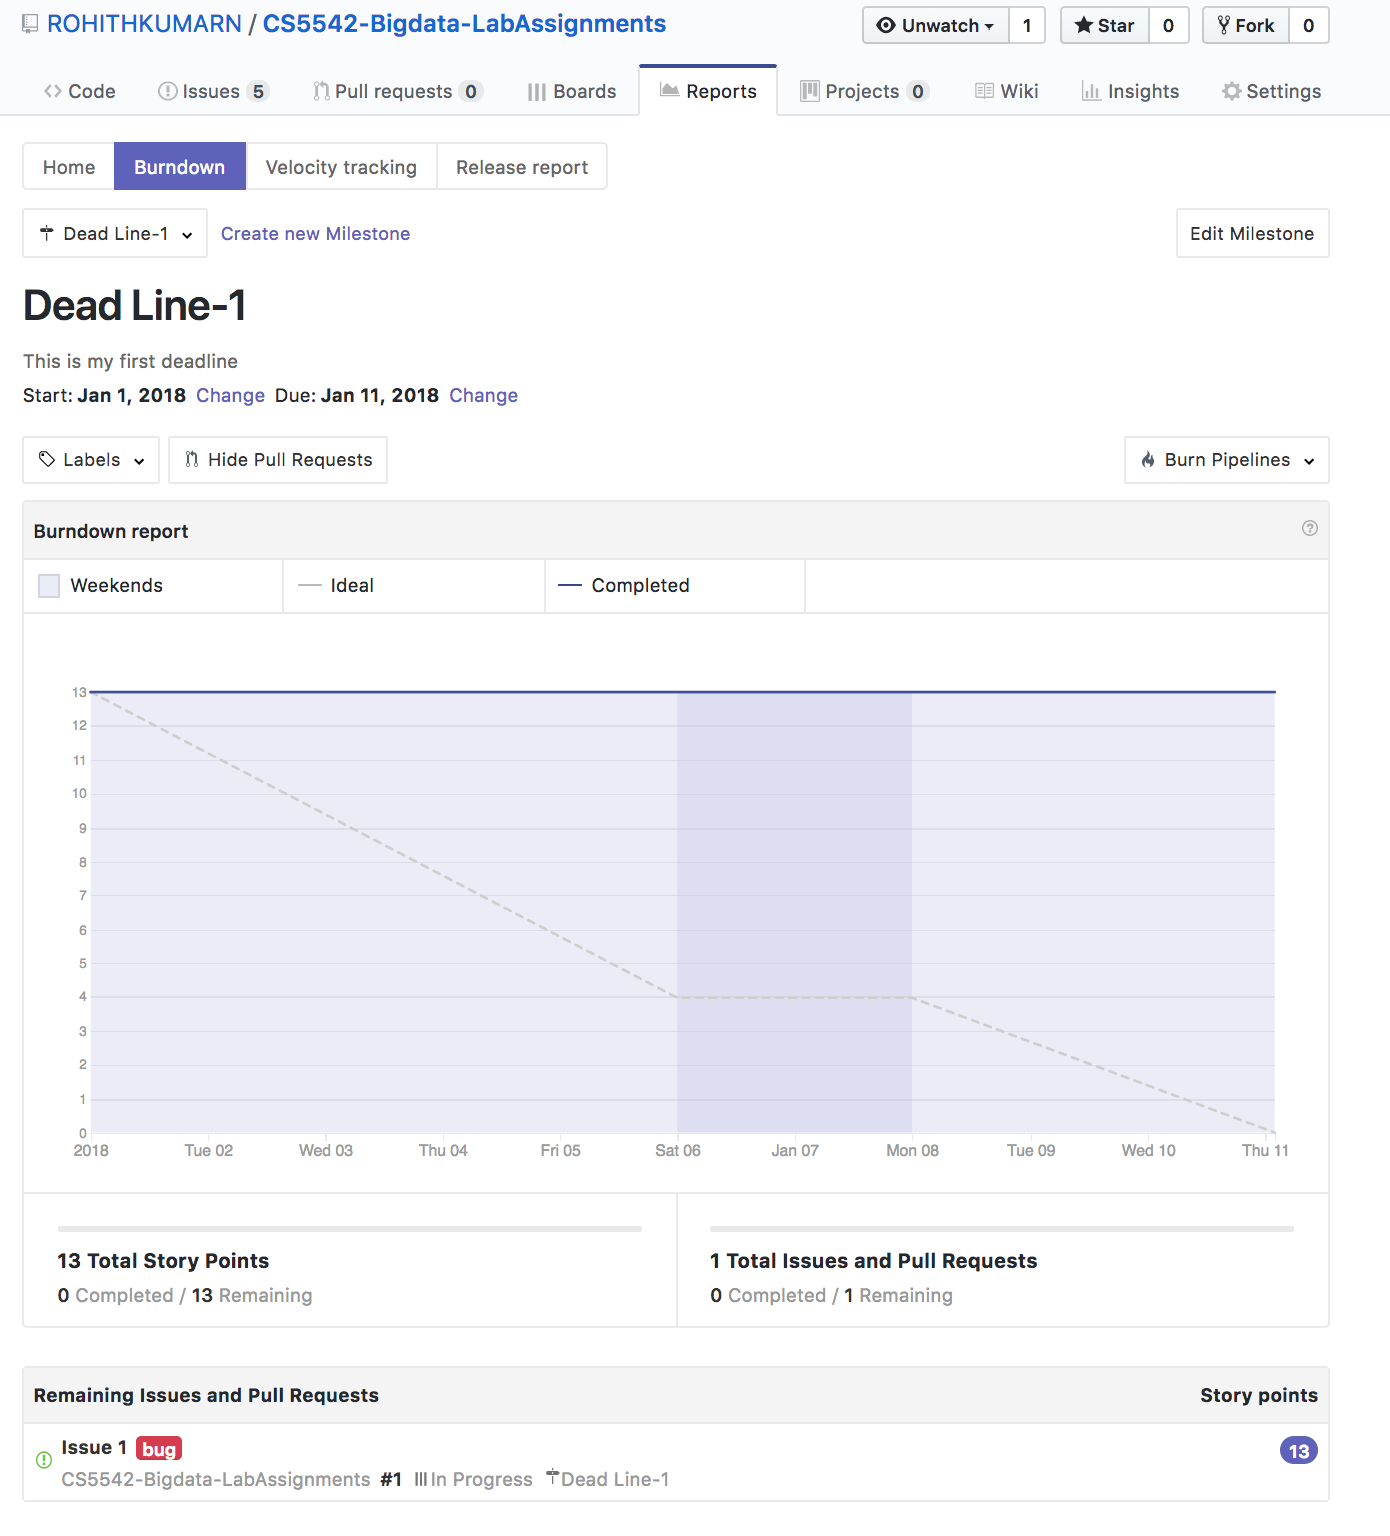 ROHITHKUMARN / CS5542-Bigdata-LabAssignments
Unwatch 1 Star 0 Fork 0
Code Issues 5 Pull requests 0 Boards Reports Projects 0 Wiki Insights Settings
Home Burndown Velocity tracking Release report
Dead Line-1 Create new Milestone Edit Milestone
Dead Line-1
This is my first deadline
Start: Jan 1, 2018 Change Due: Jan 11, 2018 Change
Labels Hide Pull Requests Burn Pipelines
Burndown report ?
Weekends Ideal Completed
13
12
11
10
9
8
7
6
5
4
3
2
1
0
2018 Tue 02 Wed 03 Thu 04 Fri 05 Sat 06 Jan 07 Mon 08 Tue 09 Wed 10 Thu 11
13 Total Story Points
0 Completed / 13 Remaining
1 Total Issues and Pull Requests
0 Completed / 1 Remaining
Remaining Issues and Pull Requests Story points
Issue 1 bug 13
CS5542-Bigdata-LabAssignments #1 In Progress Dead Line-1